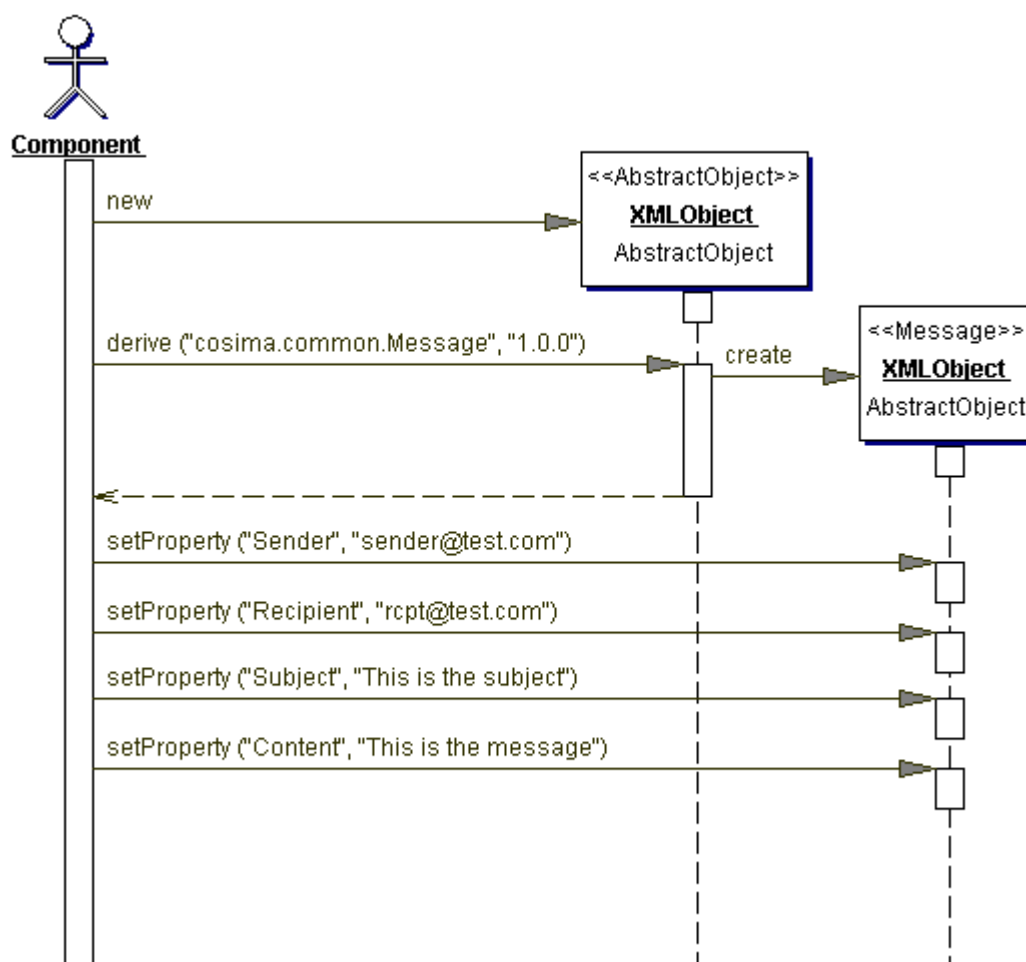 Component
new
<<AbstractObject>>
XMLObject
AbstractObject
derive ("cosima.common.Message", "1.0.0")
create
<<Message>>
XMLObject
AbstractObject
setProperty ("Sender", "sender@test.com")
setProperty ("Recipient", "rcpt@test.com")
setProperty ("Subject", "This is the subject")
setProperty ("Content", "This is the message")